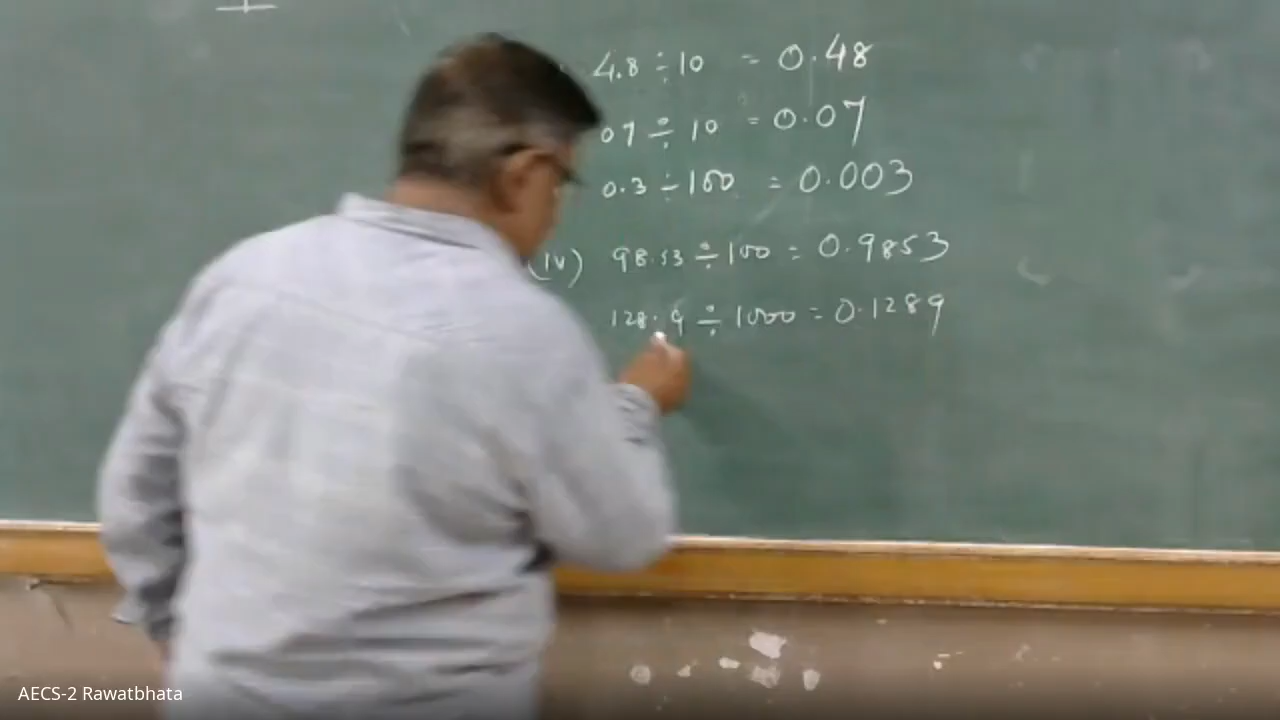 4.8 ÷ 10 = 0.48
07 ÷ 10 = 0.07
0.3 ÷ 100 = 0.003
(iv) 98.53 ÷ 100 = 0.9853
128.9 ÷ 1000 = 0.1289
AECS-2 Rawatbhata